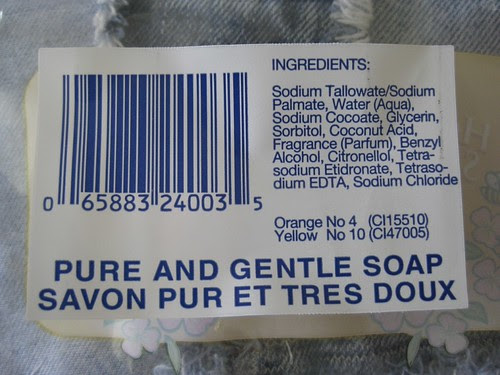 INGREDIENTS:
Sodium Tallowate/Sodium
Palmate, Water (Aqua),
Sodium Cocoate, Glycerin,
Sorbitol, Coconut Acid,
Fragrance (Parfum), Benzyl
Alcohol, Citronellol, Tetra-
sodium Etidronate, Tetraso-
dium EDTA, Sodium Chloride
Orange No 4 (CI15510)
Yellow No 10 (CI47005)
0 65883 24003 5
PURE AND GENTLE SOAP
SAVON PUR ET TRES DOUX